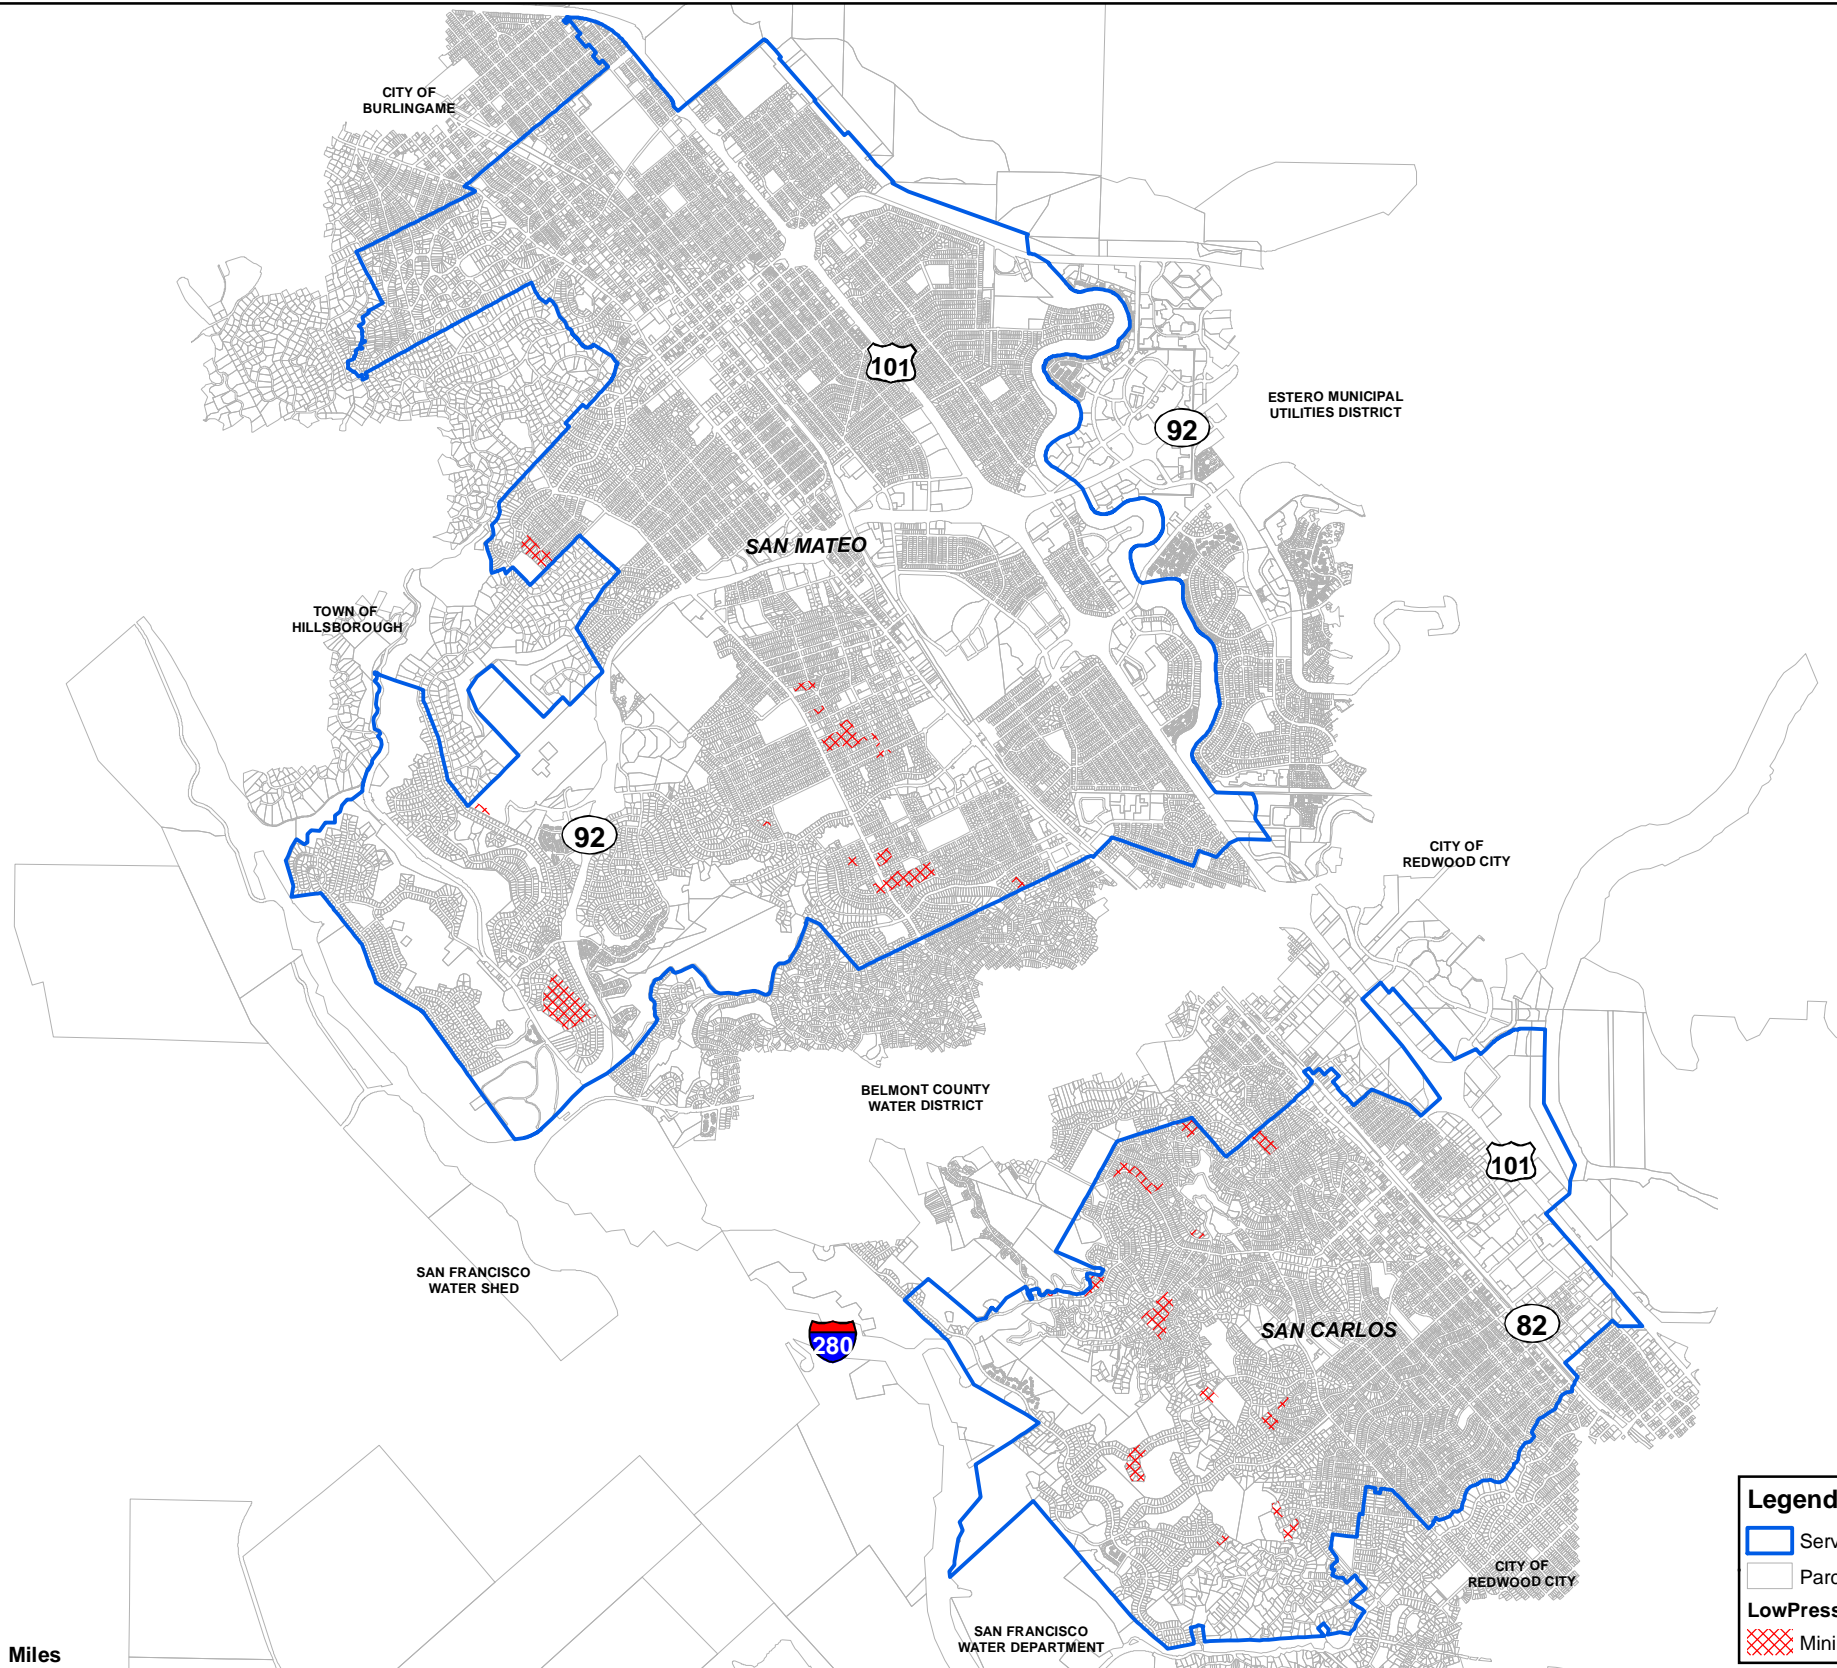 CITY OF
BURLINGAME
101
ESTERO MUNICIPAL
UTILITIES DISTRICT
92
SAN MATEO
TOWN OF
HILLSBOROUGH
92
CITY OF
REDWOOD CITY
BELMONT COUNTY
WATER DISTRICT
101
SAN FRANCISCO
WATER SHED
280
SAN CARLOS
82
Legend
Serv
Parc
LowPress
Mini
CITY OF
REDWOOD CITY
SAN FRANCISCO
WATER DEPARTMENT
Miles